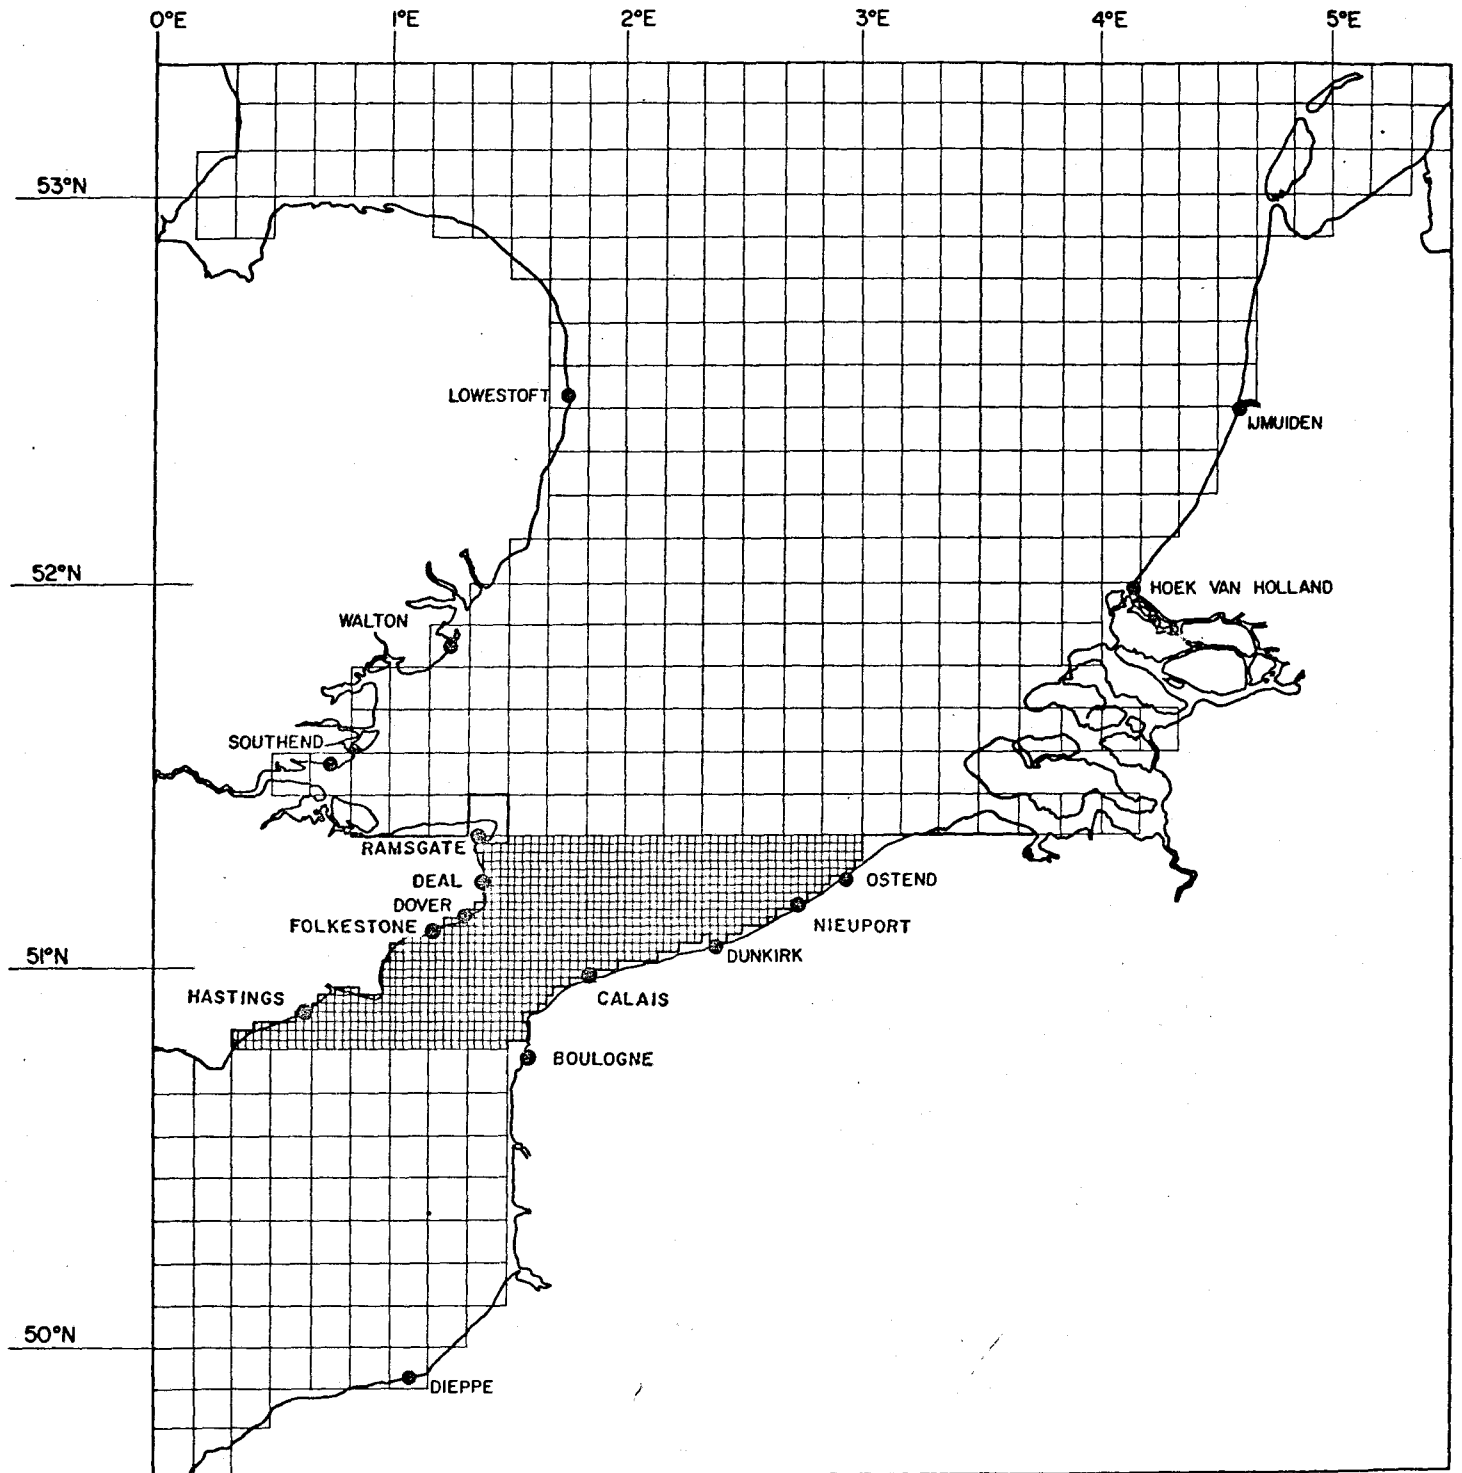 0°E 1°E 2°E 3°E 4°E 5°E
53°N
LOWESTOFT
IJMUIDEN
52°N
HOEK VAN HOLLAND
WALTON
SOUTHEND
RAMSGATE
DEAL
OSTEND
DOVER
FOLKESTONE
NIEUPORT
DUNKIRK
51°N
HASTINGS
CALAIS
BOULOGNE
50°N
DIEPPE